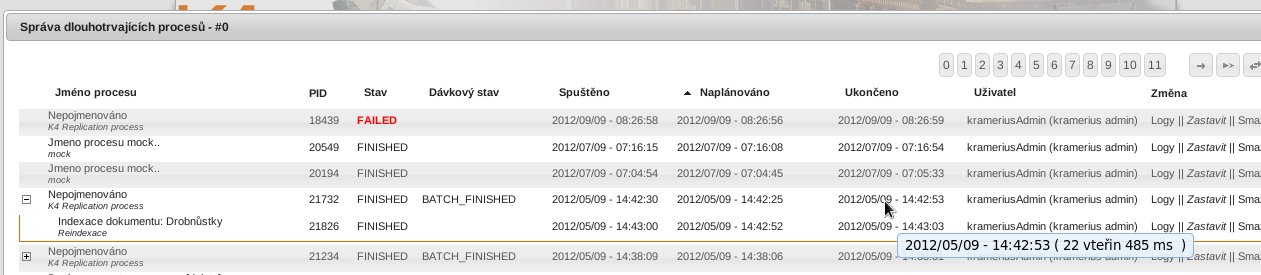 K4
Správa dlouhotrvajících procesů - #0
0 1 2 3 4 5 6 7 8 9 10 11
Jméno procesu PID Stav Dávkový stav Spuštěno Naplánováno Ukončeno Uživatel Změna
Nepojmenováno
K4 Replication process
18439 FAILED 2012/09/09 - 08:26:58 2012/09/09 - 08:26:56 2012/09/09 - 08:26:59 krameriusAdmin (kramerius admin) Logy || Zastavit || Sma
Jmeno procesu mock..
mock
20549 FINISHED 2012/07/09 - 07:16:15 2012/07/09 - 07:16:08 2012/07/09 - 07:16:54 krameriusAdmin (kramerius admin) Logy || Zastavit || Sma
Jmeno procesu mock..
mock
20194 FINISHED 2012/07/09 - 07:04:54 2012/07/09 - 07:04:45 2012/07/09 - 07:05:33 krameriusAdmin (kramerius admin) Logy || Zastavit || Sma
Nepojmenováno
K4 Replication process
21732 FINISHED BATCH_FINISHED 2012/05/09 - 14:42:30 2012/05/09 - 14:42:25 2012/05/09 - 14:42:53 krameriusAdmin (kramerius admin) Logy || Zastavit || Sma
Indexace dokumentu: Drobnůstky
Reindexace
21826 FINISHED 2012/05/09 - 14:43:00 2012/05/09 - 14:42:52 2012/05/09 - 14:43:03 krameriusAdmin (kramerius admin) Logy || Zastavit || Sma
2012/05/09 - 14:42:53 ( 22 vteřin 485 ms )
Nepojmenováno
K4 Replication process
21234 FINISHED BATCH_FINISHED 2012/05/09 - 14:38:09 2012/05/09 - 14:38:06 krameriusAdmin (kramerius admin) Logy || Zastavit || Sma